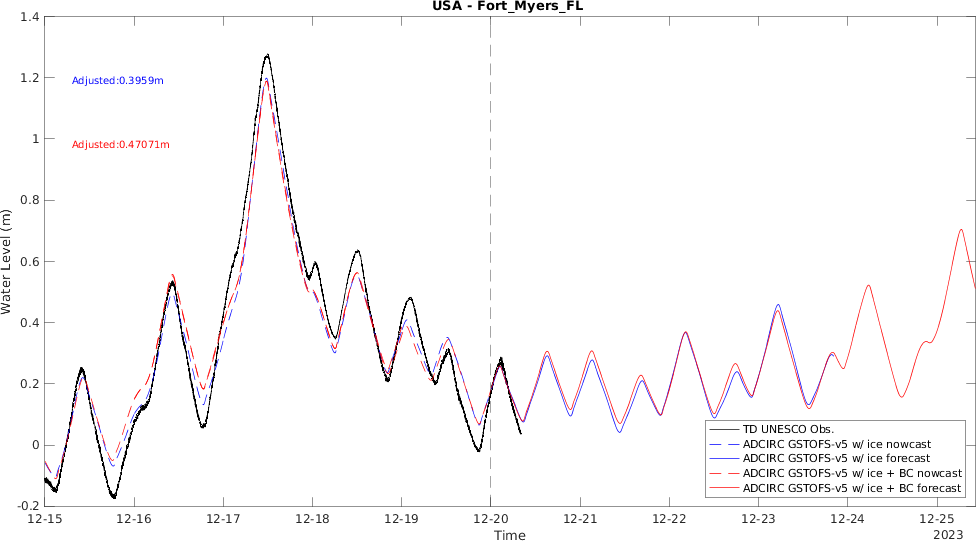 USA - Fort_Myers_FL
1.4
1.2
1
0.8
0.6
0.4
0.2
0
-0.2
Water Level (m)
Adjusted:0.3959m
Adjusted:0.47071m
TD UNESCO Obs.
ADCIRC GSTOFS-v5 w/ ice nowcast
ADCIRC GSTOFS-v5 w/ ice forecast
ADCIRC GSTOFS-v5 w/ ice + BC nowcast
ADCIRC GSTOFS-v5 w/ ice + BC forecast
12-15 12-16 12-17 12-18 12-19 12-20 12-21 12-22 12-23 12-24 12-25
Time
2023